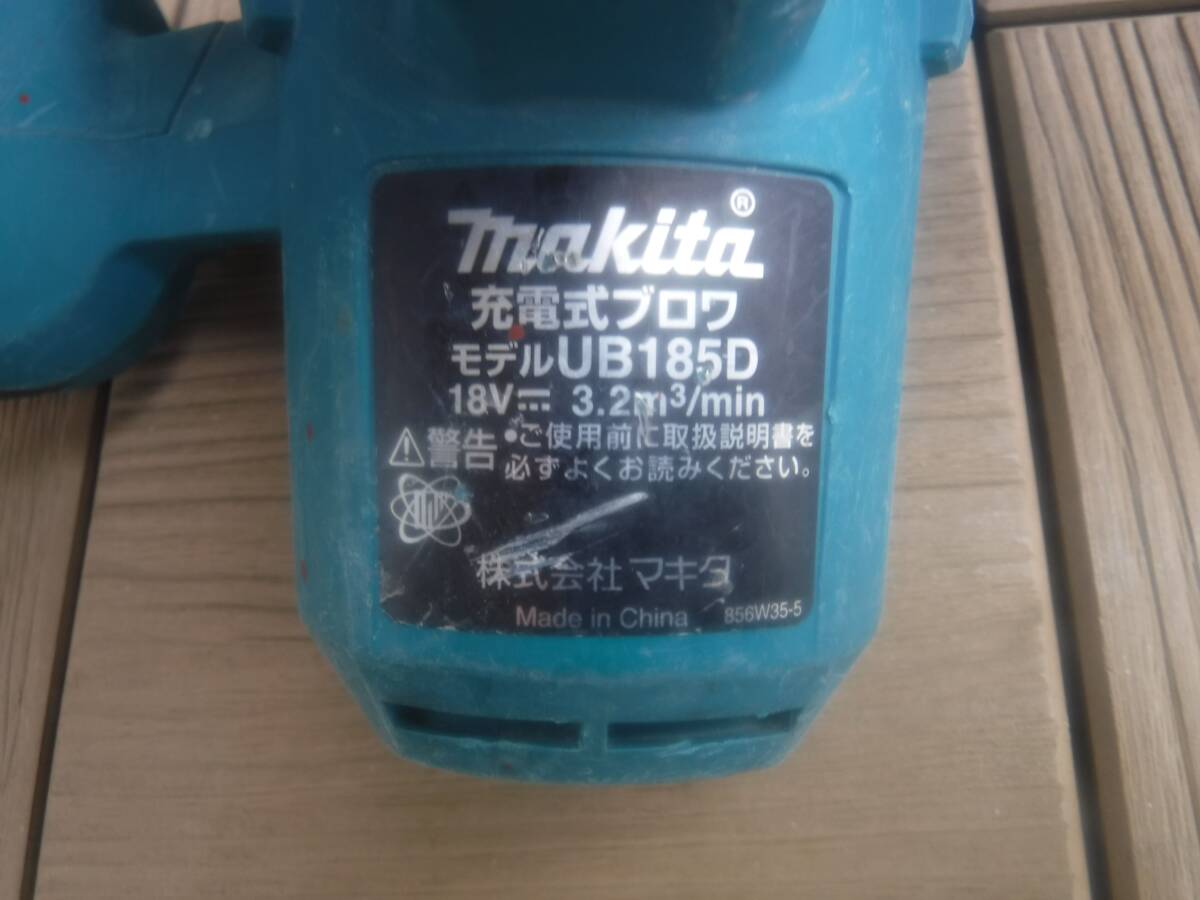 makita®
充電式ブロワ
モデルUB185D
18V⎓ 3.2m³/min
⚠警告 •ご使用前に取扱説明書を
必ずよくお読みください。
株式会社マキタ
Made in China 856W35-5